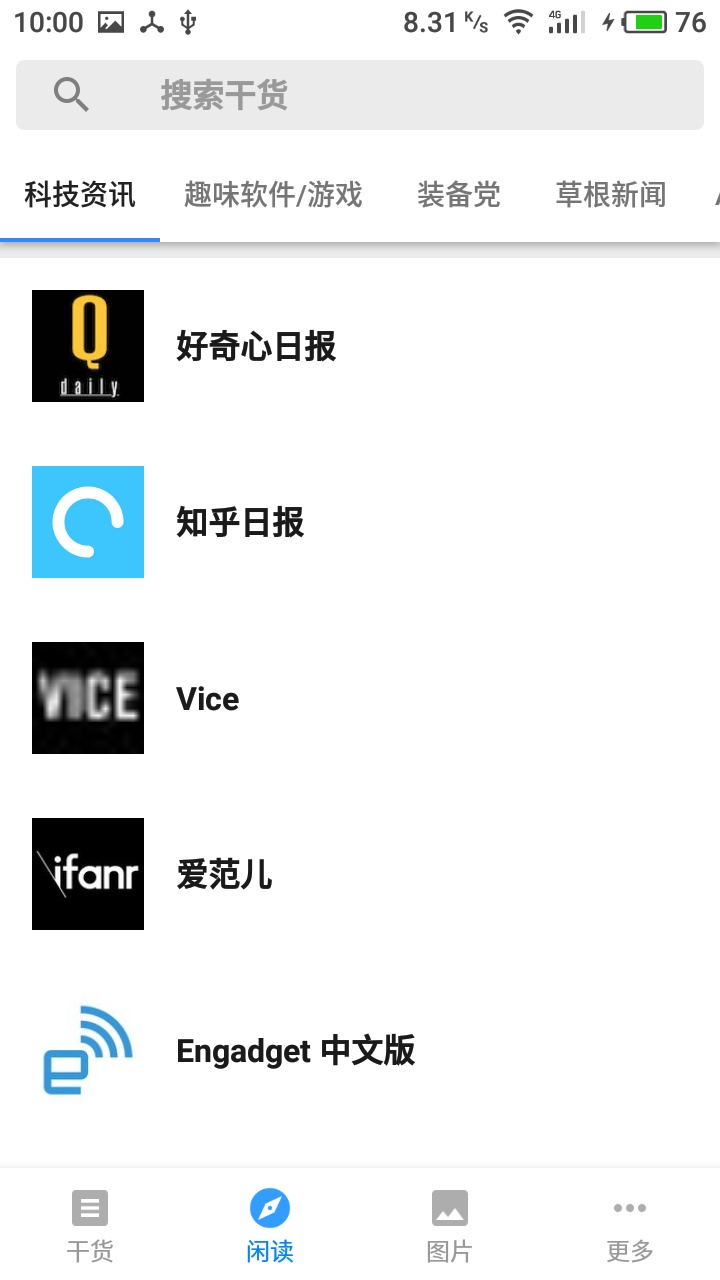 10:00 8.31 K/s 4G 76
搜索干货
科技资讯 趣味软件/游戏 装备党 草根新闻
Q daily
好奇心日报
知乎日报
VICE
Vice
ifanr
爱范儿
Engadget 中文版
干货 闲读 图片 更多